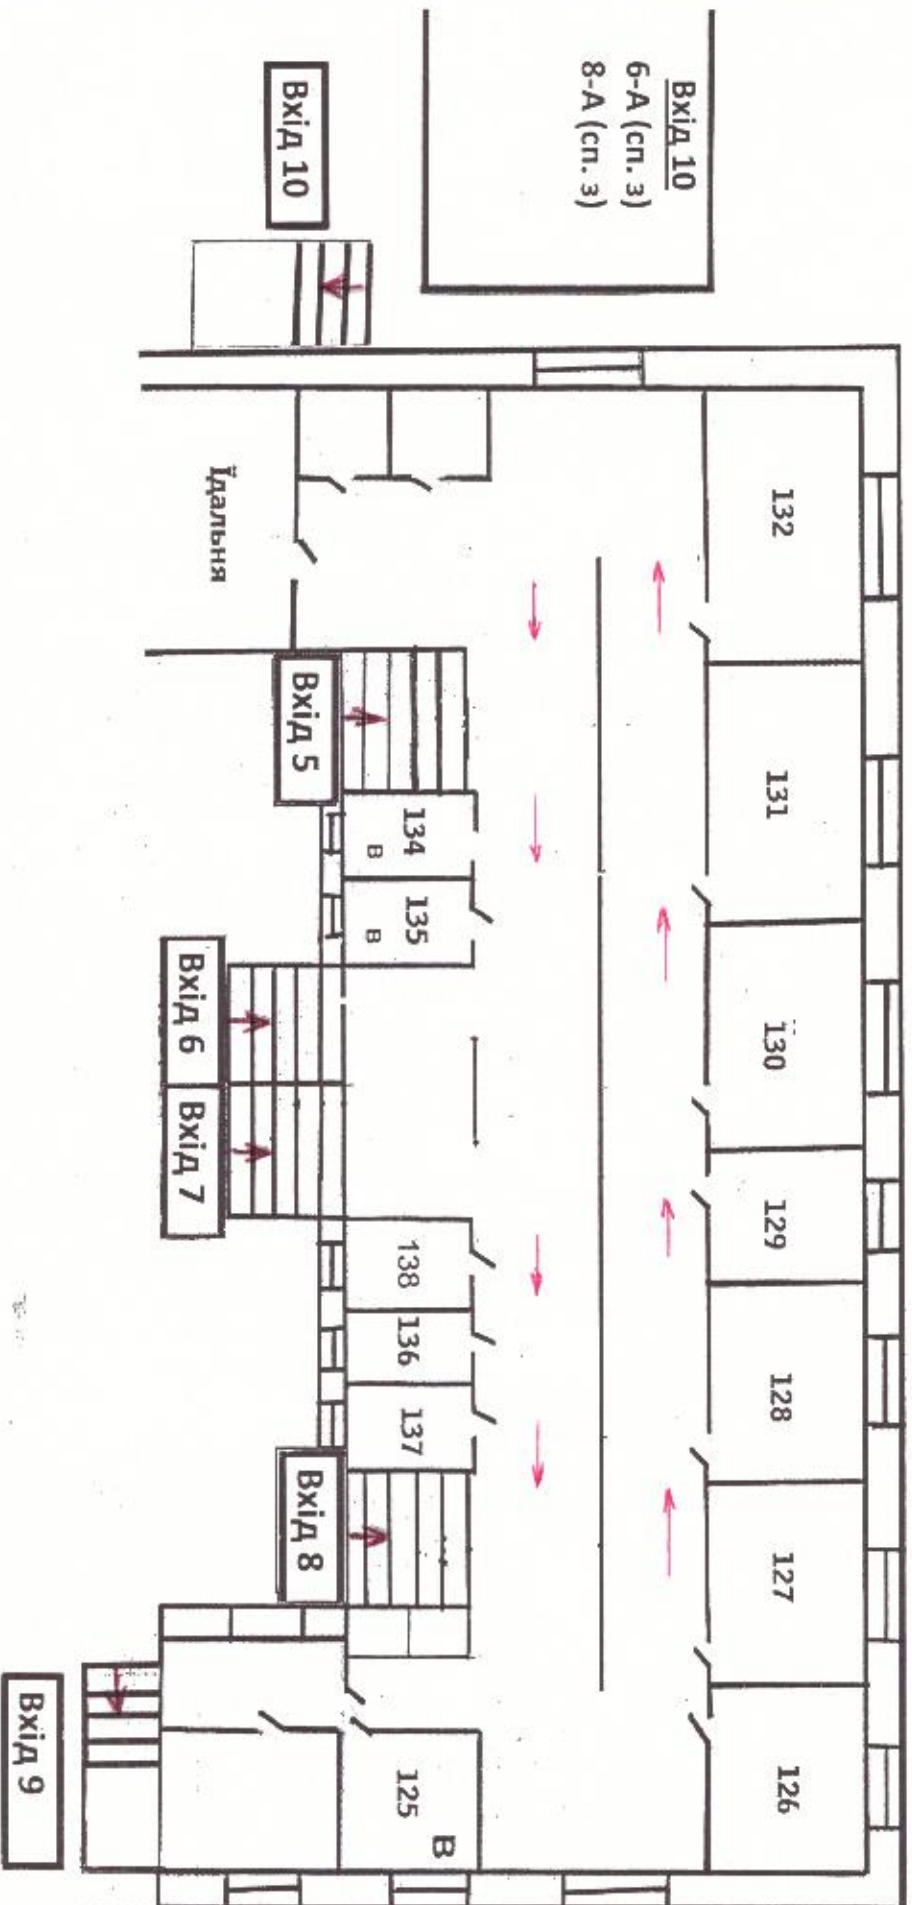 Вхід 10
6-А (сп. з)
8-А (сп. з)
Вхід 10
132
131
130
129
128
127
126
Їдальня
Вхід 5
134
В
135
В
Вхід 6
Вхід 7
138
136
137
Вхід 8
125
В
Вхід 9